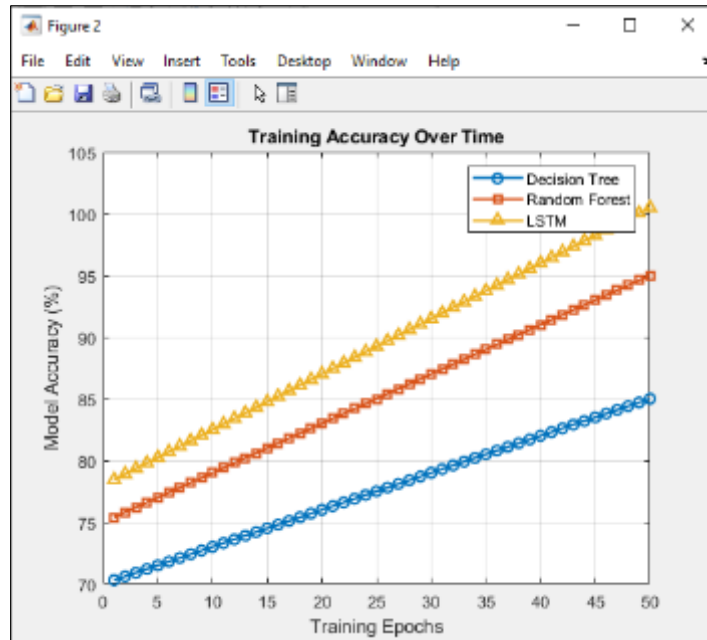 Figure 2
File Edit View Insert Tools Desktop Window Help
Training Accuracy Over Time
105
100
95
90
85
80
75
70
Model Accuracy (%)
Decision Tree
Random Forest
LSTM
0 5 10 15 20 25 30 35 40 45 50
Training Epochs